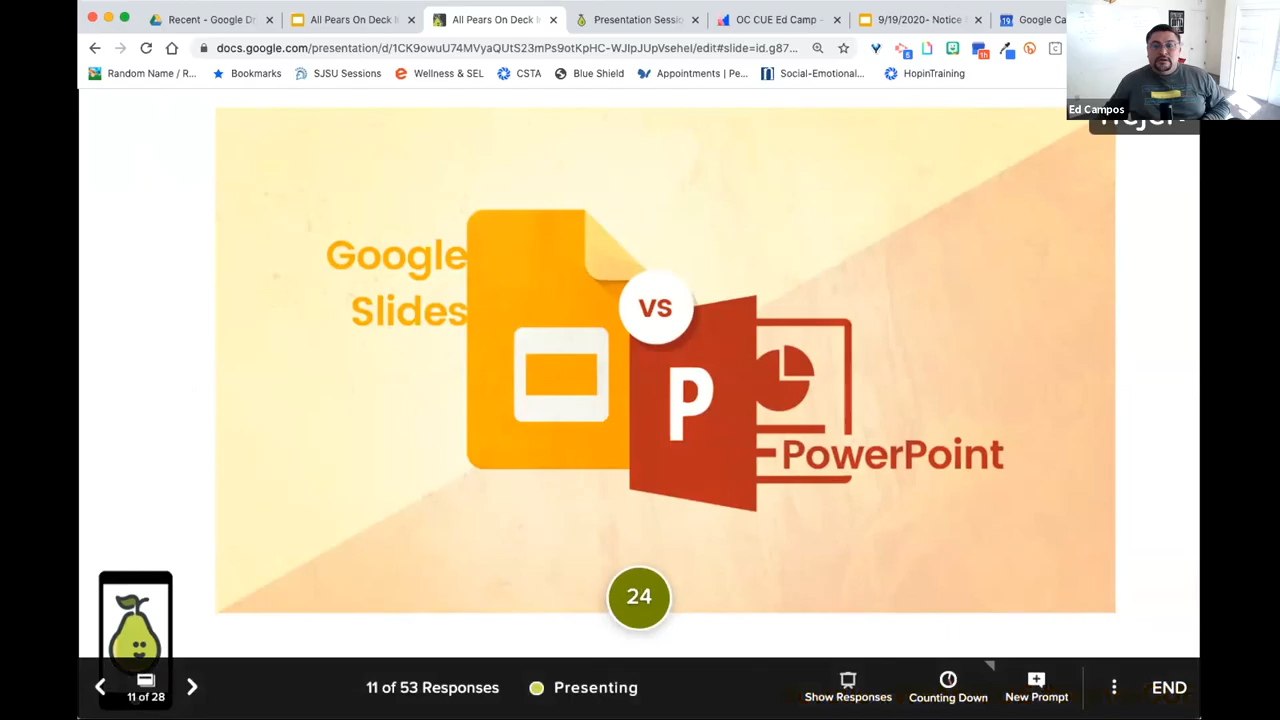 Recent - Google Dr
All Pears On Deck I
All Pears On Deck I
Presentation Sessio
OC CUE Ed Camp -
9/19/2020- Notice
Google Ca
docs.google.com/presentation/d/1CK9owuU74MVyaQUtS23mPs9otKpHC-WJIpJUpVsehel/edit#slide=id.g87...
Random Name / R...
Bookmarks
SJSU Sessions
Wellness & SEL
CSTA
Blue Shield
Appointments | Pe...
Social-Emotional...
HopinTraining
Ed Campos
Google
Slides
VS
P
PowerPoint
24
11 of 28
11 of 53 Responses
Presenting
Show Responses
Counting Down
New Prompt
END